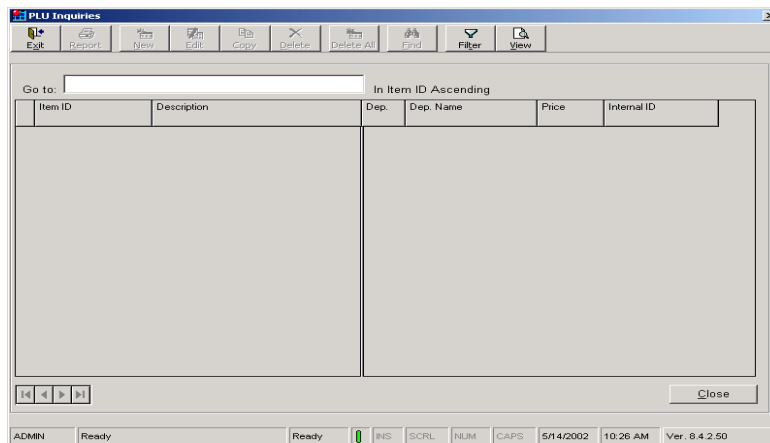 PLU Inquiries
Exit Report New Edit Copy Delete Delete All Find Filter View
Go to: In Item ID Ascending
Item ID Description Dep. Dep. Name Price Internal ID
Close
ADMIN Ready Ready INS SCRL NUM CAPS 5/14/2002 10:26 AM Ver. 8.4.2.50